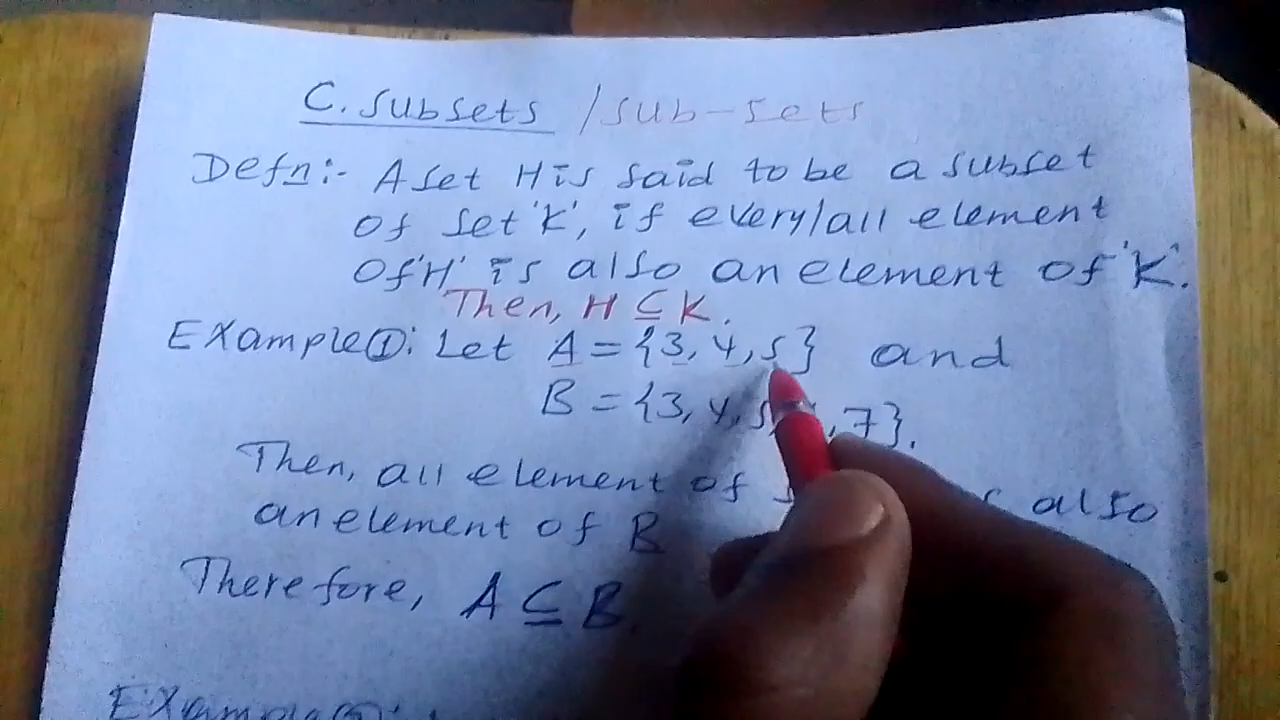 C. Subsets / Sub-sets
Defn:- A set H is said to be a subset
of set 'K', if every/all element
of 'H' is also an element of 'K'.
Then, H ⊆ K.
Example①: Let A = {3, 4, 5} and
B = {3, 4, 5, , 7}.
Then, all element of also
an element of B
Therefore, A ⊆ B.
Example